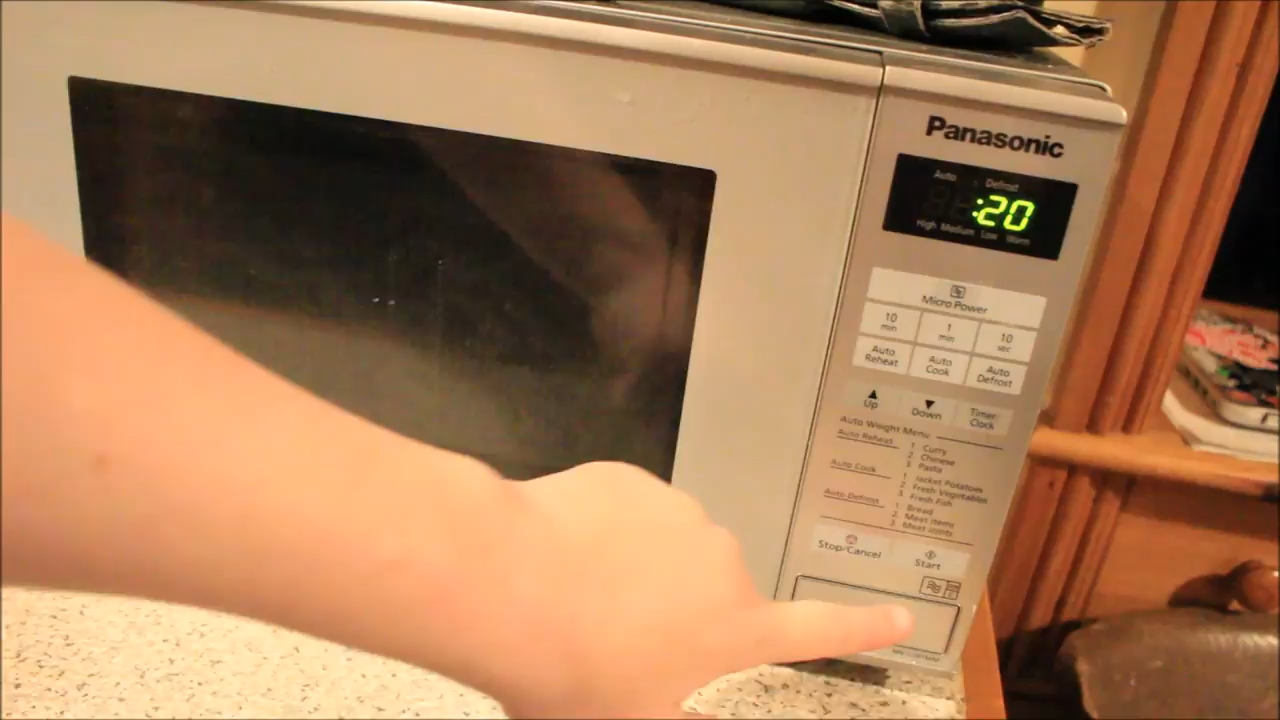 Panasonic
Auto Defrost
:20
High Medium Low Warm
Micro Power
10 min
1 min
10 sec
Auto Reheat
Auto Cook
Auto Defrost
Up
Down
Timer Clock
Auto Weight Menu
Auto Reheat
1 Curry
2 Chinese
3 Pasta
Auto Cook
1 Jacket Potatoes
2 Fresh Vegetables
3 Fresh Fish
Auto Defrost
1 Bread
2 Meat Items
3 Meat Joints
Stop/Cancel
Start